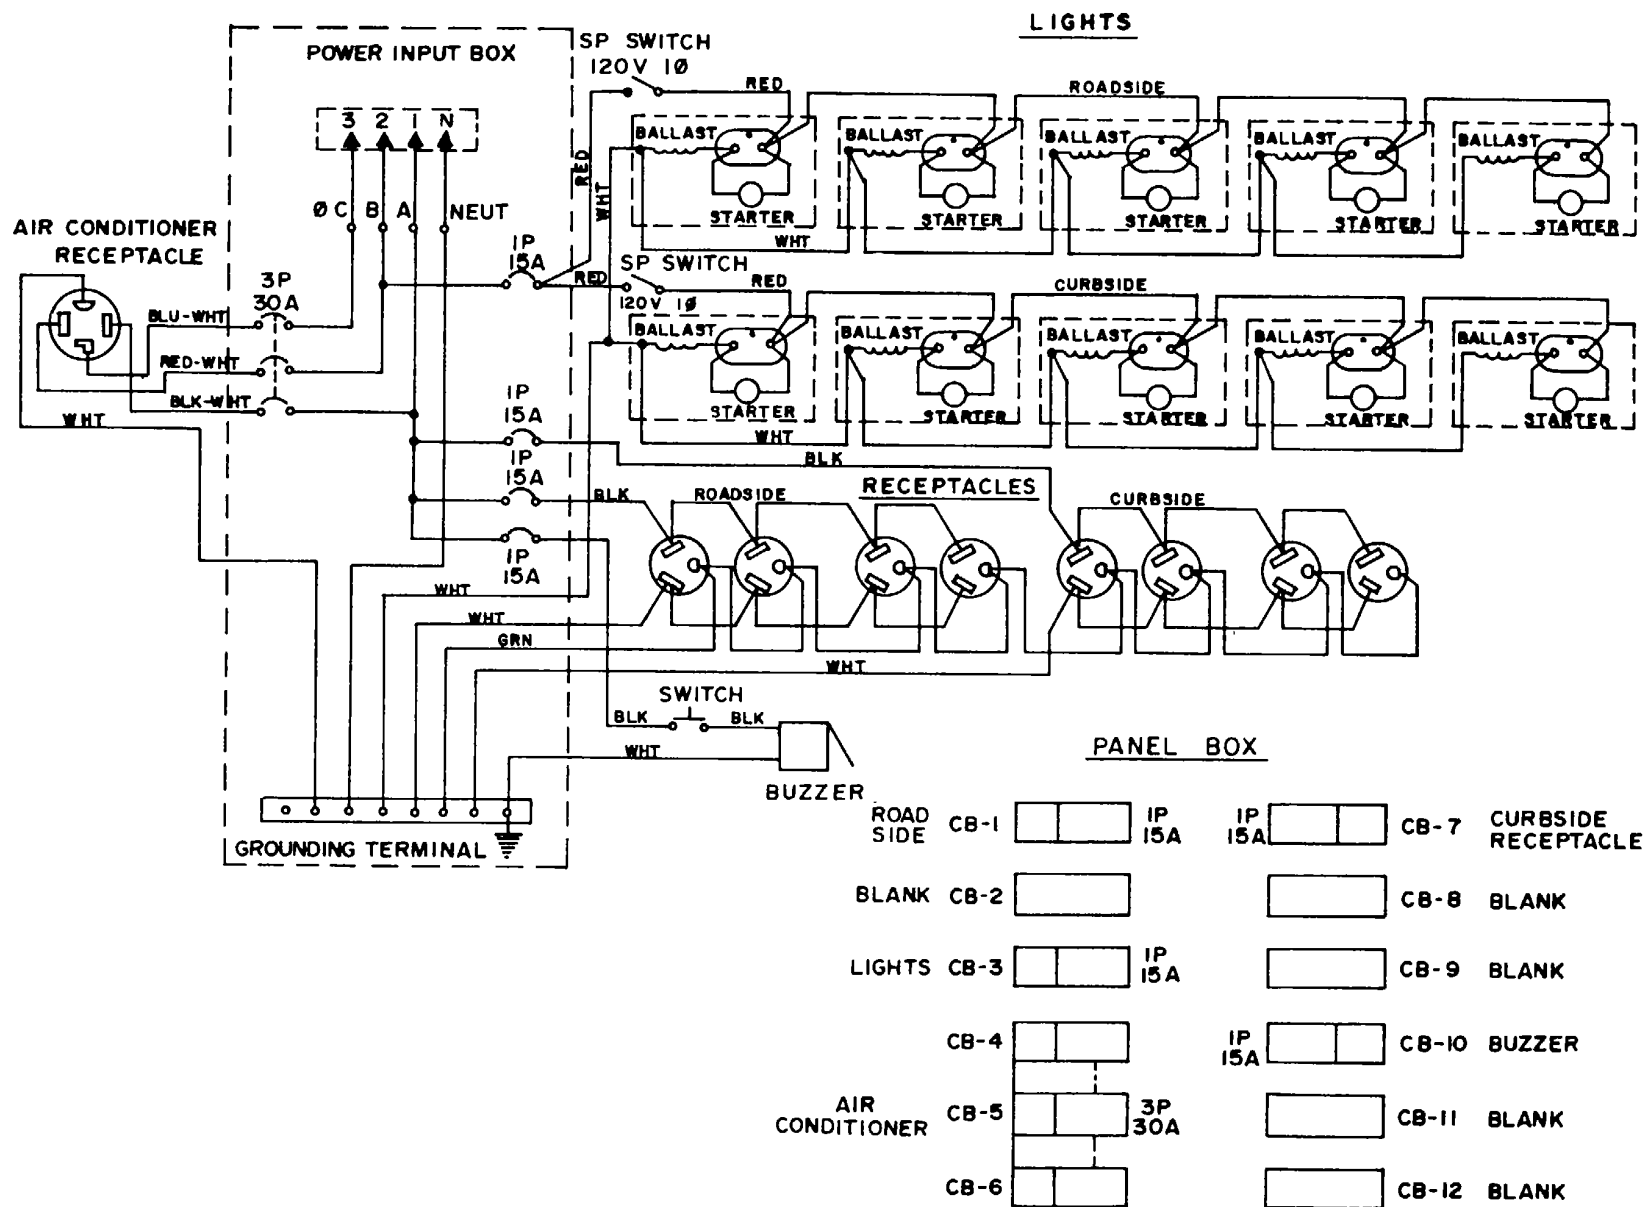 LIGHTS
POWER INPUT BOX
SP SWITCH
120V 1Ø
RED
ROADSIDE
3 2 1 N
BALLAST
BALLAST
BALLAST
BALLAST
BALLAST
RED
WHT
STARTER
STARTER
STARTER
STARTER
STARTER
WHT
ØC B A NEUT
AIR CONDITIONER
RECEPTACLE
1P
15A
RED
SP SWITCH
120V 1Ø
RED
CURBSIDE
3P
30A
BLU-WHT
RED-WHT
BLK-WHT
WHT
BALLAST
BALLAST
BALLAST
BALLAST
BALLAST
STARTER
STARTER
STARTER
STARTER
STARTER
WHT
1P
15A
BLK
1P
15A
BLK
RECEPTACLES
ROADSIDE
CURBSIDE
1P
15A
WHT
WHT
GRN
WHT
SWITCH
BLK
BLK
WHT
BUZZER
GROUNDING TERMINAL
PANEL BOX
ROAD
SIDE
CB-1
1P
15A
1P
15A
CB-7
CURBSIDE
RECEPTACLE
BLANK CB-2
CB-8 BLANK
LIGHTS CB-3
1P
15A
CB-9 BLANK
CB-4
1P
15A
CB-10 BUZZER
AIR
CONDITIONER
CB-5
3P
30A
CB-11 BLANK
CB-6
CB-12 BLANK